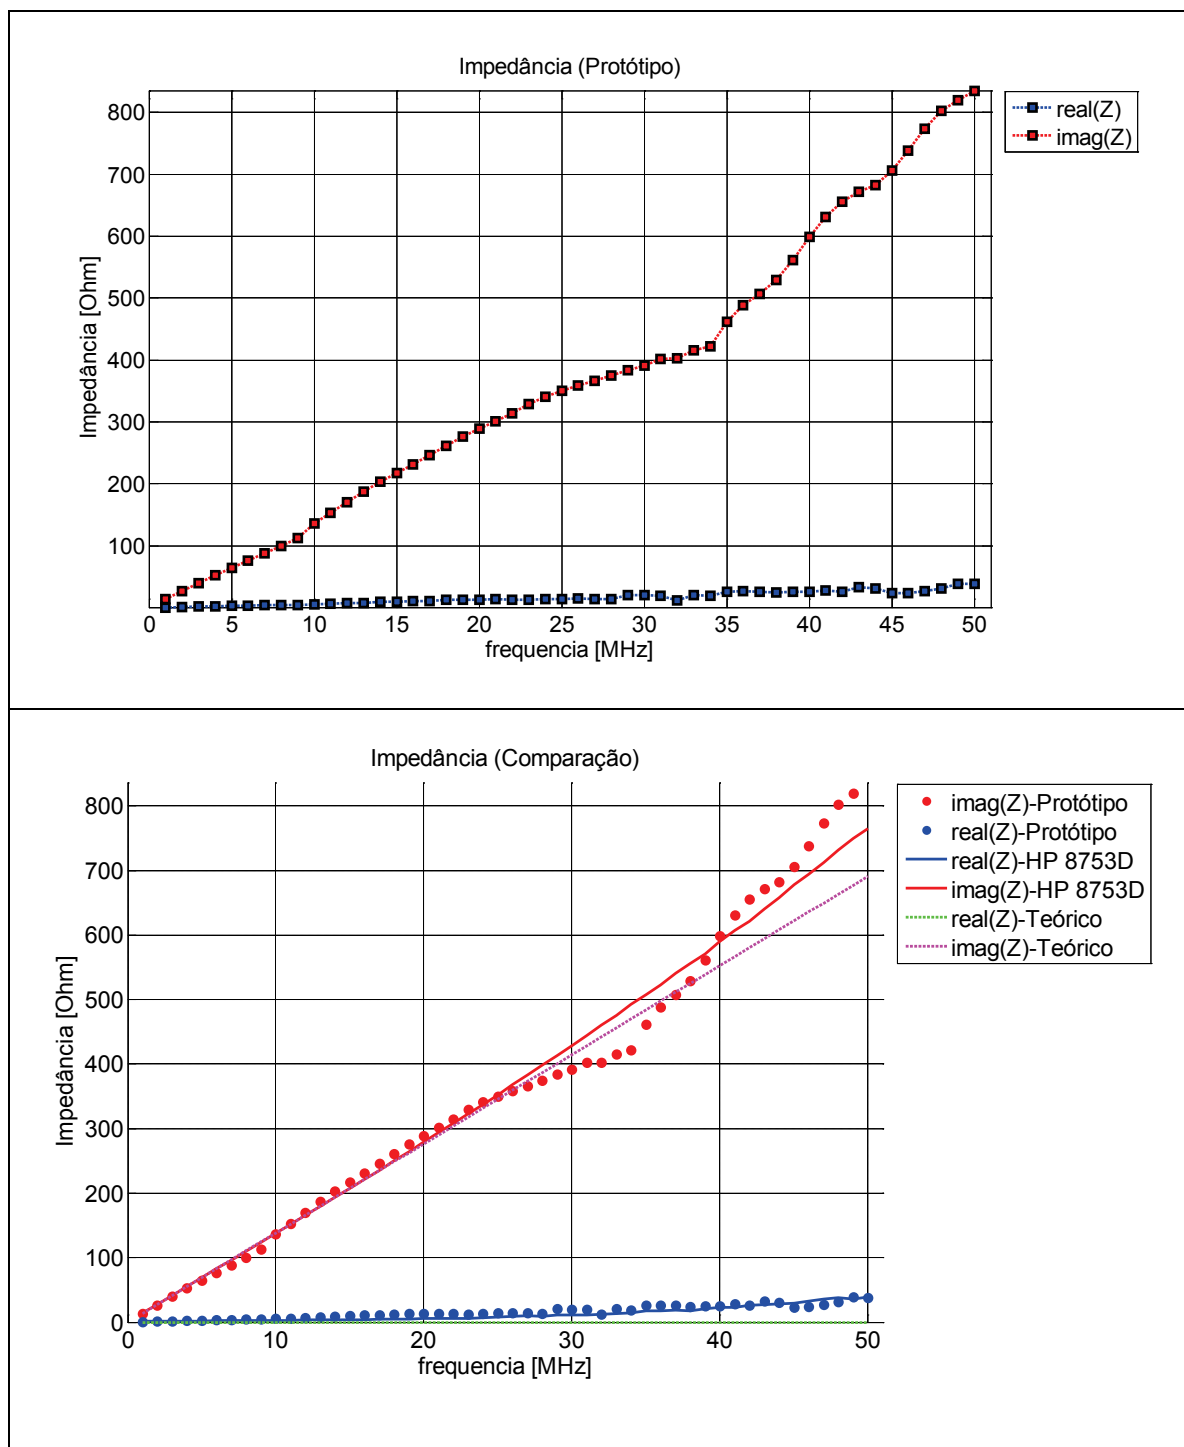 Impedância (Protótipo)
800
700
600
500
400
300
200
100
Impedância [Ohm]
0 5 10 15 20 25 30 35 40 45 50
frequencia [MHz]
real(Z)
imag(Z)
Impedância (Comparação)
800
700
600
500
400
300
200
100
0
Impedância [Ohm]
0 10 20 30 40 50
frequencia [MHz]
imag(Z)-Protótipo
real(Z)-Protótipo
real(Z)-HP 8753D
imag(Z)-HP 8753D
real(Z)-Teórico
imag(Z)-Teórico